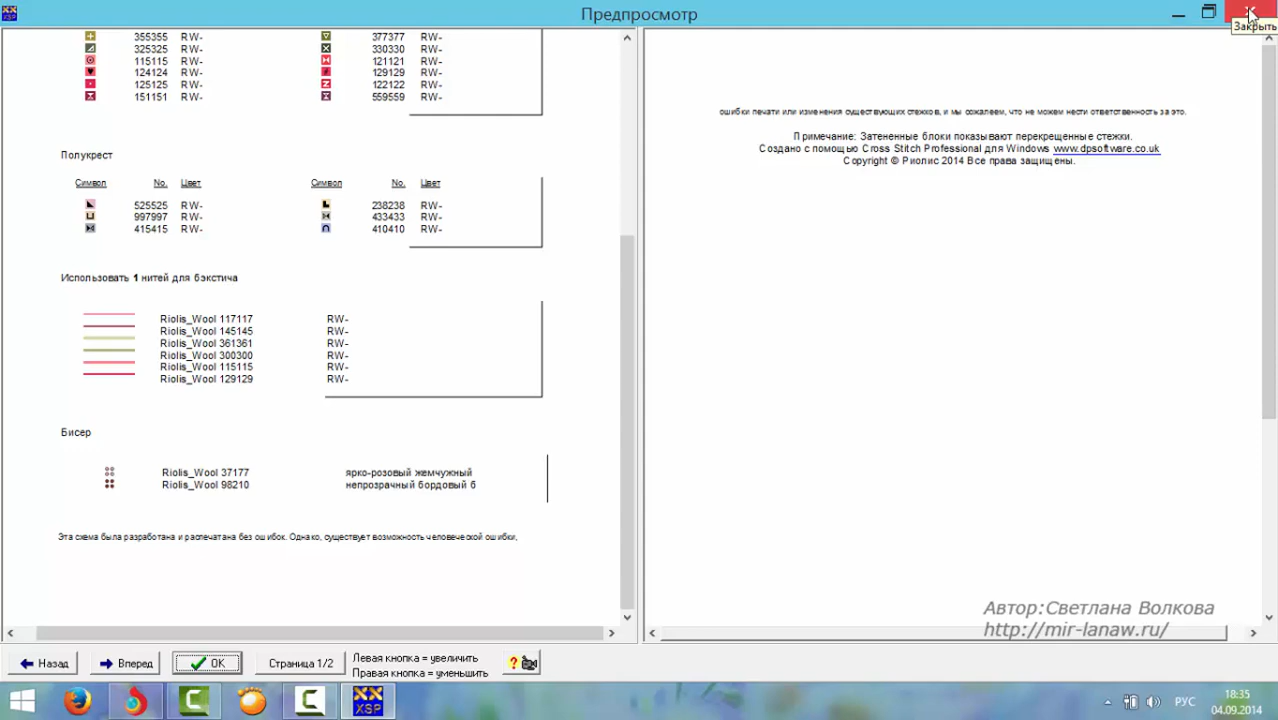 Предпросмотр
Закрыть
355355 RW- 377377 RW-
325325 RW- 330330 RW-
115115 RW- 121121 RW-
124124 RW- 129129 RW-
125125 RW- 122122 RW-
151151 RW- 559559 RW-
Полукрест
Символ No. Цвет Символ No. Цвет
525525 RW- 238238 RW-
997997 RW- 433433 RW-
415415 RW- 410410 RW-
Использовать 1 нитей для бэкстича
Riolis_Wool 117117 RW-
Riolis_Wool 145145 RW-
Riolis_Wool 361361 RW-
Riolis_Wool 300300 RW-
Riolis_Wool 115115 RW-
Riolis_Wool 129129 RW-
Бисер
Riolis_Wool 37177 ярко-розовый жемчужный
Riolis_Wool 98210 непрозрачный бордовый б
Эта схема была разработана и распечатана без ошибок. Однако, существует возможность человеческой ошибки,
ошибки печати или изменения существующих стежков, и мы сожалеем, что не можем нести ответственность за это.
Примечание: Затененные блоки показывают перекрещенные стежки.
Создано с помощью Cross Stitch Professional для Windows www.dpsoftware.co.uk
Copyright © Риолис 2014 Все права защищены.
Автор:Светлана Волкова
http://mir-lanaw.ru/
Назад Вперед OK Страница 1/2
Левая кнопка = увеличить
Правая кнопка = уменьшить
XSP
РУС
18:35
04.09.2014